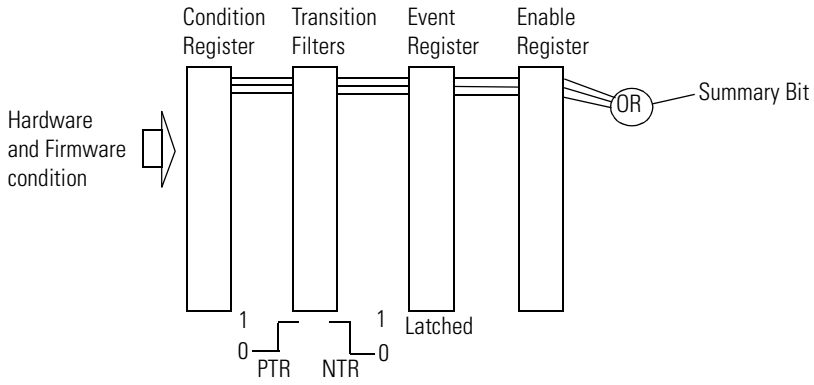 Condition
Register
Transition
Filters
Event
Register
Enable
Register
OR
Summary Bit
Hardware
and Firmware
condition
1
0
PTR
NTR
1
0
Latched